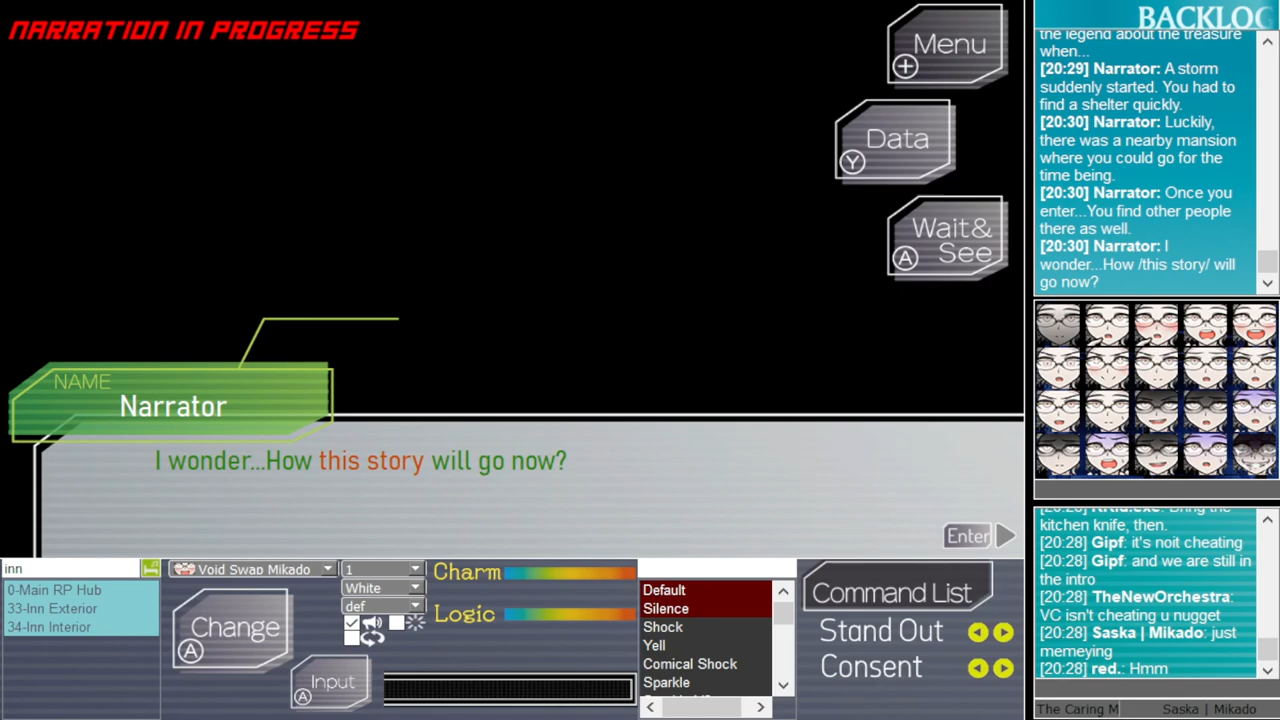 NARRATION IN PROGRESS
Menu
+
Data
Y
Wait&
See
A
NAME
Narrator
I wonder...How this story will go now?
Enter
BACKLOG
the legend about the treasure
when...
[20:29] Narrator: A storm
suddenly started. You had to
find a shelter quickly.
[20:30] Narrator: Luckily,
there was a nearby mansion
where you could go for the
time being.
[20:30] Narrator: Once you
enter...You find other people
there as well.
[20:30] Narrator: I
wonder...How /this story/ will
go now?
inn
0-Main RP Hub
33-Inn Exterior
34-Inn Interior
Void Swap Mikado
Change
A
1
White
def
Input
A
Charm
Logic
Default
Silence
Shock
Yell
Comical Shock
Sparkle
Command List
Stand Out
Consent
kitchen knife, then.
[20:28] Gipf: it's noit cheating
[20:28] Gipf: and we are still in
the intro
[20:28] TheNewOrchestra:
VC isn't cheating u nugget
[20:28] Saska | Mikado: just
memeying
[20:28] red.: Hmm
The Caring M
Saska | Mikado